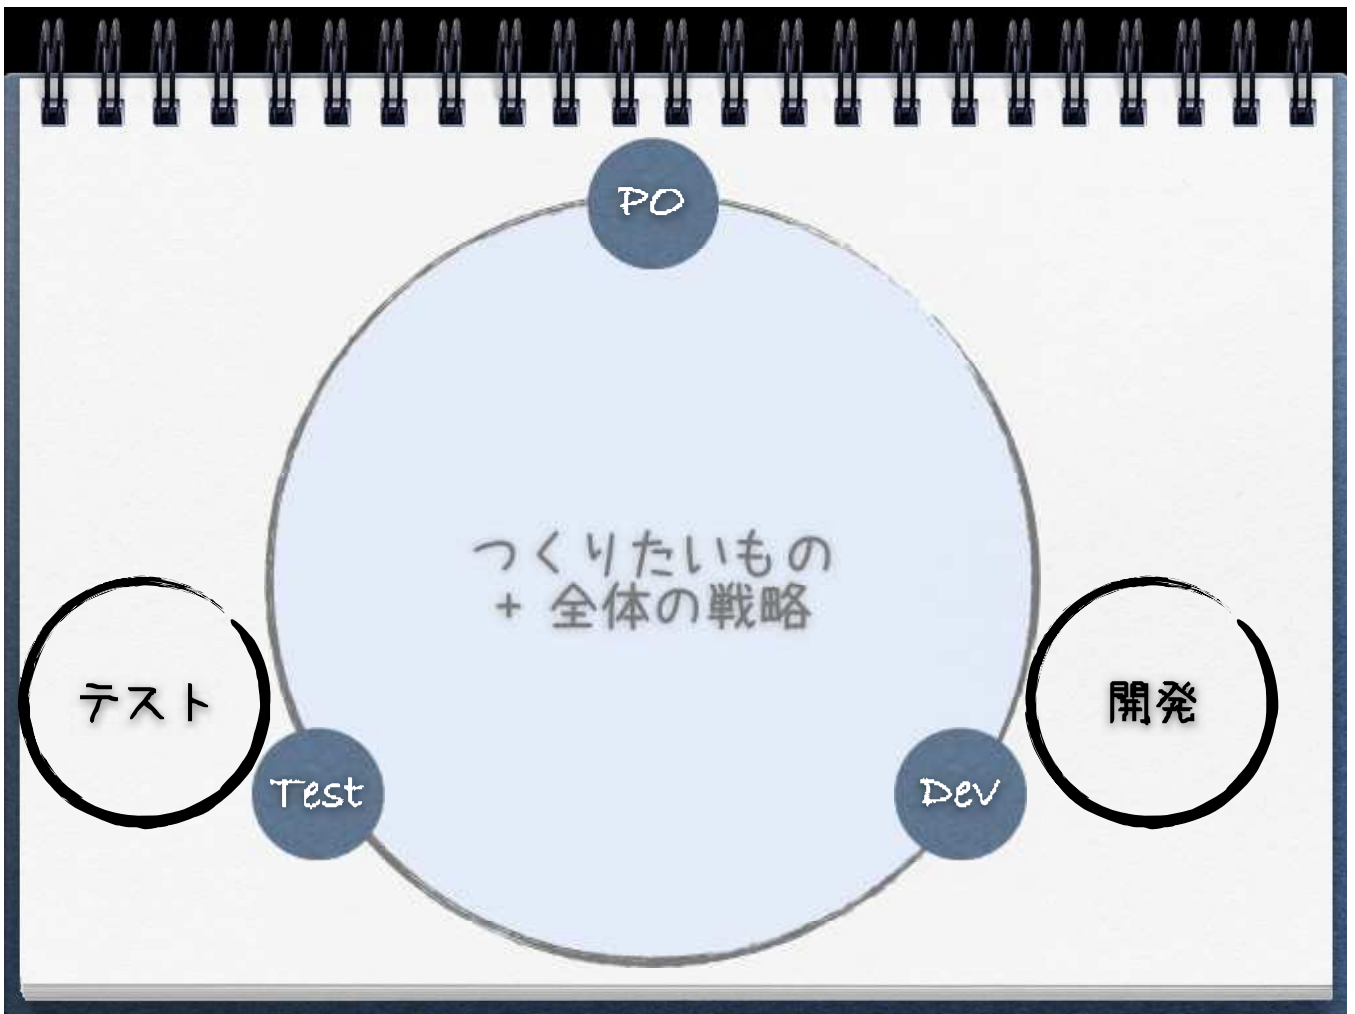 PO
つくりたいもの
+ 全体の戦略
テスト
開発
Test
Dev